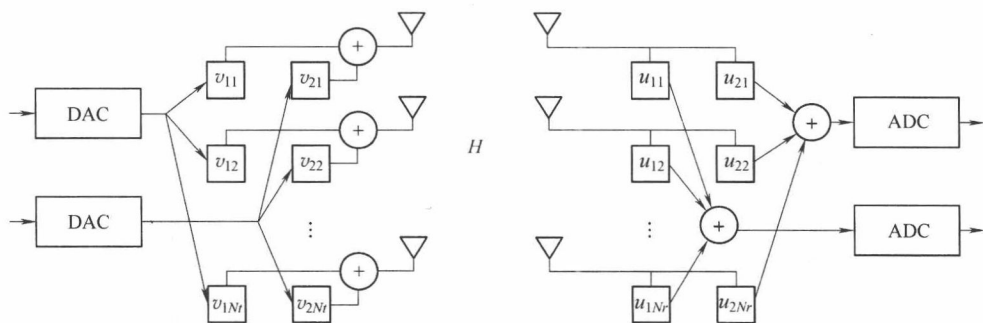 DAC v₁₁ + v₂₁ u₁₁ u₂₁ + ADC
v₁₂ + v₂₂ H u₁₂ u₂₂
DAC ⋮ ⋮ + ADC
v₁Nt + v₂Nt u₁Nr u₂Nr